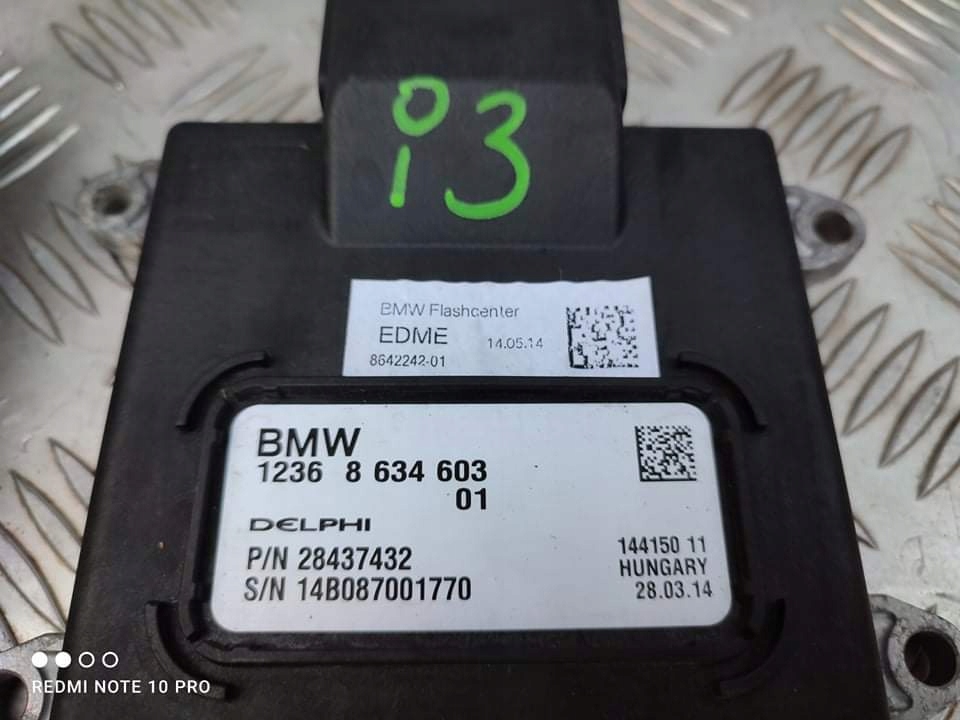 i3
BMW Flashcenter
EDME 14.05.14
8642242-01
BMW
1236 8 634 603
01
DELPHI
P/N 28437432
S/N 14B087001770
144150 11
HUNGARY
28.03.14
REDMI NOTE 10 PRO